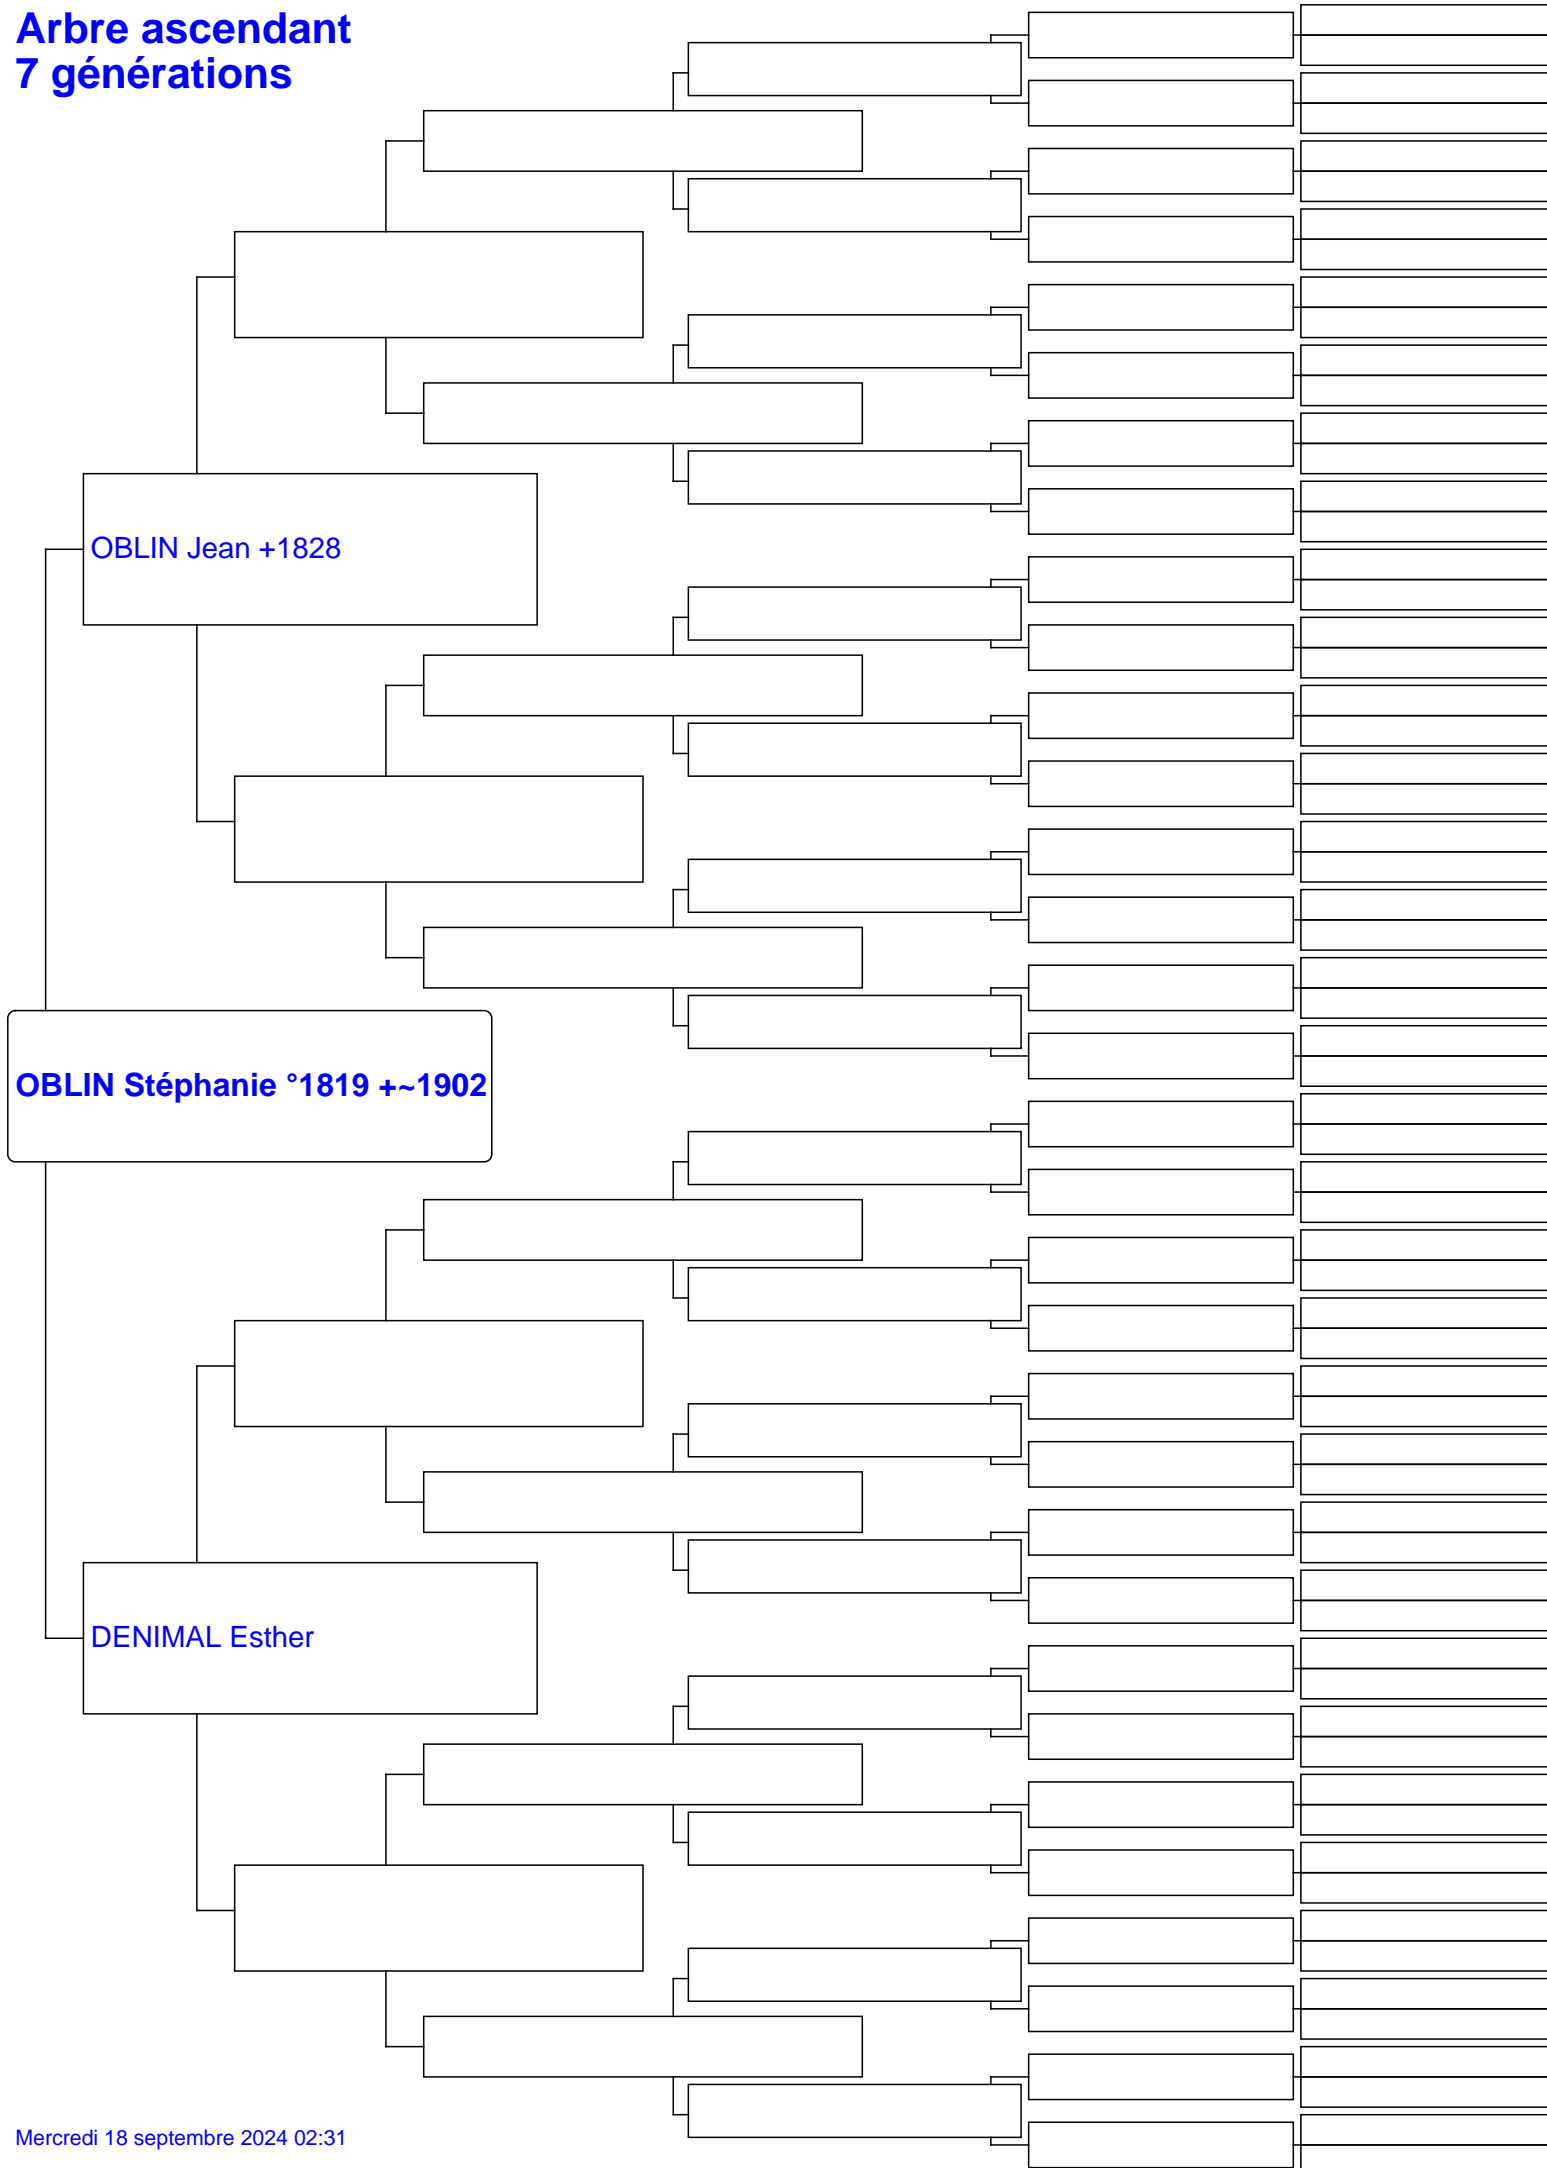 Arbre ascendant
7 générations
OBLIN Jean +1828
OBLIN Stéphanie °1819 +~1902
DENIMAL Esther
Mercredi 18 septembre 2024 02:31